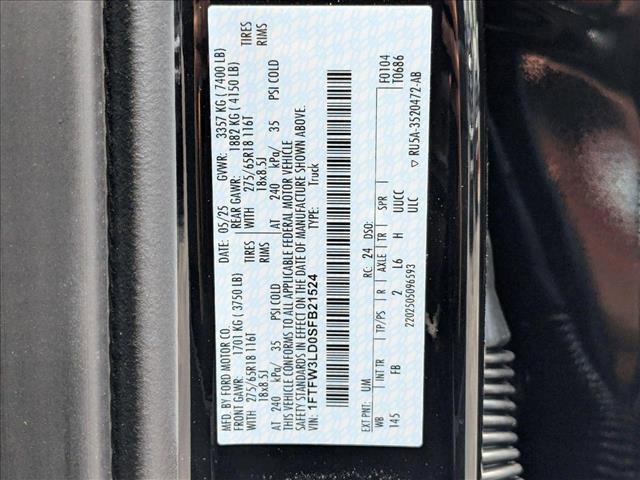 MFD. BY FORD MOTOR CO. DATE: 05/25 GVWR: 3357 KG ( 7400 LB)
FRONT GAWR: 1701 KG ( 3750 LB) REAR GAWR: 1882 KG ( 4150 LB)
WITH 275/65R18 116T TIRES WITH 275/65R18 116T TIRES
18x8.5J RIMS 18x8.5J RIMS
AT 240 kPa/ 35 PSI COLD AT 240 kPa/ 35 PSI COLD
THIS VEHICLE CONFORMS TO ALL APPLICABLE FEDERAL MOTOR VEHICLE
SAFETY STANDARDS IN EFFECT ON THE DATE OF MANUFACTURE SHOWN ABOVE.
VIN: 1FTFW3LD0SFB21524 TYPE: Truck
F0104
T0686
EXT PNT: UM RC: 24 DSO:
WB INT TR TP/PS R AXLE TR SPR
145 FB 2 L6 H UUCC
ULC
2202505096593 ▽ RU5A-3520472-AB